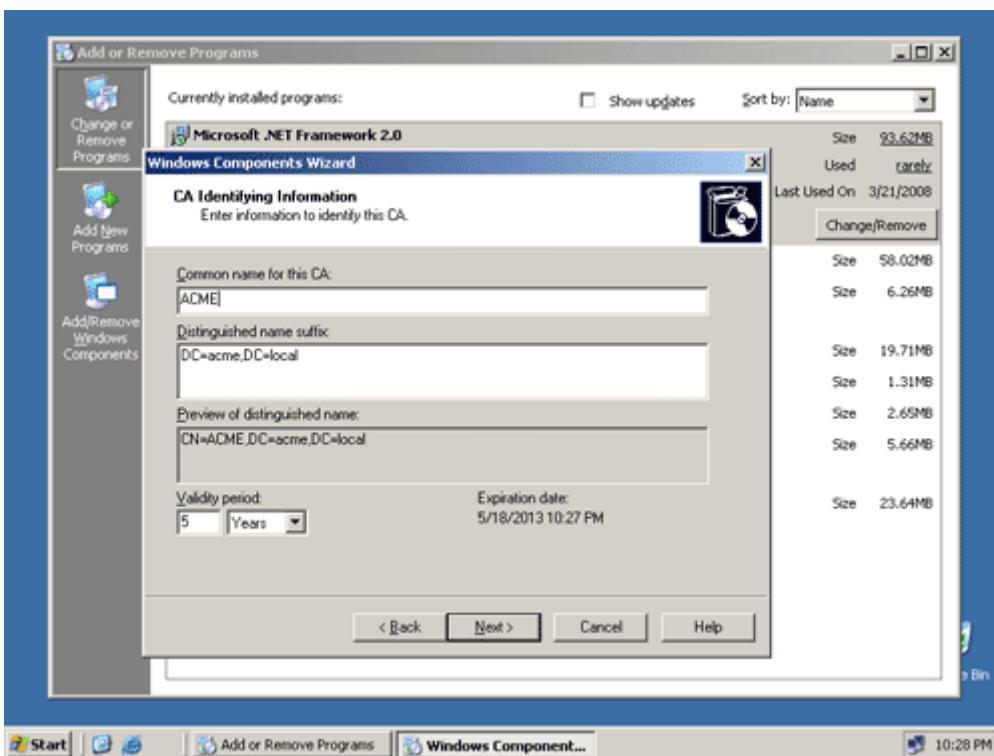 Add or Remove Programs
Change or
Remove
Programs
Add New
Programs
Add/Remove
Windows
Components
Currently installed programs:
Show updates
Sort by: Name
Microsoft .NET Framework 2.0
Size 93.62MB
Used rarely
Last Used On 3/21/2008
Change/Remove
Size 58.02MB
Size 6.26MB
Size 19.71MB
Size 1.31MB
Size 2.65MB
Size 5.66MB
Size 23.64MB
Windows Components Wizard
CA Identifying Information
Enter information to identify this CA.
Common name for this CA:
ACME
Distinguished name suffix:
DC=acme,DC=local
Preview of distinguished name:
CN=ACME,DC=acme,DC=local
Validity period:
5 Years
Expiration date:
5/18/2013 10:27 PM
< Back
Next >
Cancel
Help
Bin
Start
Add or Remove Programs
Windows Component...
10:28 PM